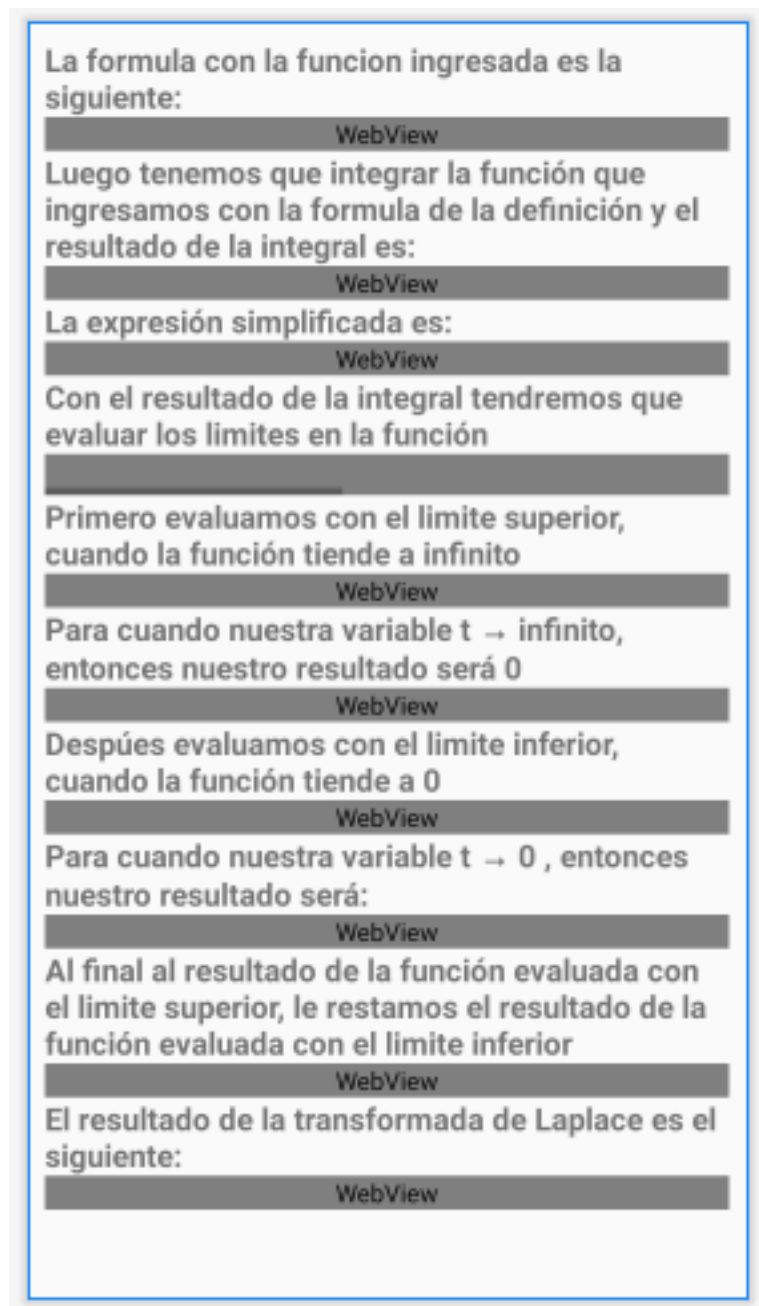 La formula con la funcion ingresada es la
siguiente:
WebView
Luego tenemos que integrar la función que
ingresamos con la formula de la definición y el
resultado de la integral es:
WebView
La expresión simplificada es:
WebView
Con el resultado de la integral tendremos que
evaluar los limites en la función
Primero evaluamos con el limite superior,
cuando la función tiende a infinito
WebView
Para cuando nuestra variable t → infinito,
entonces nuestro resultado será 0
WebView
Despúes evaluamos con el limite inferior,
cuando la función tiende a 0
WebView
Para cuando nuestra variable t → 0 , entonces
nuestro resultado será:
WebView
Al final al resultado de la función evaluada con
el limite superior, le restamos el resultado de la
función evaluada con el limite inferior
WebView
El resultado de la transformada de Laplace es el
siguiente:
WebView